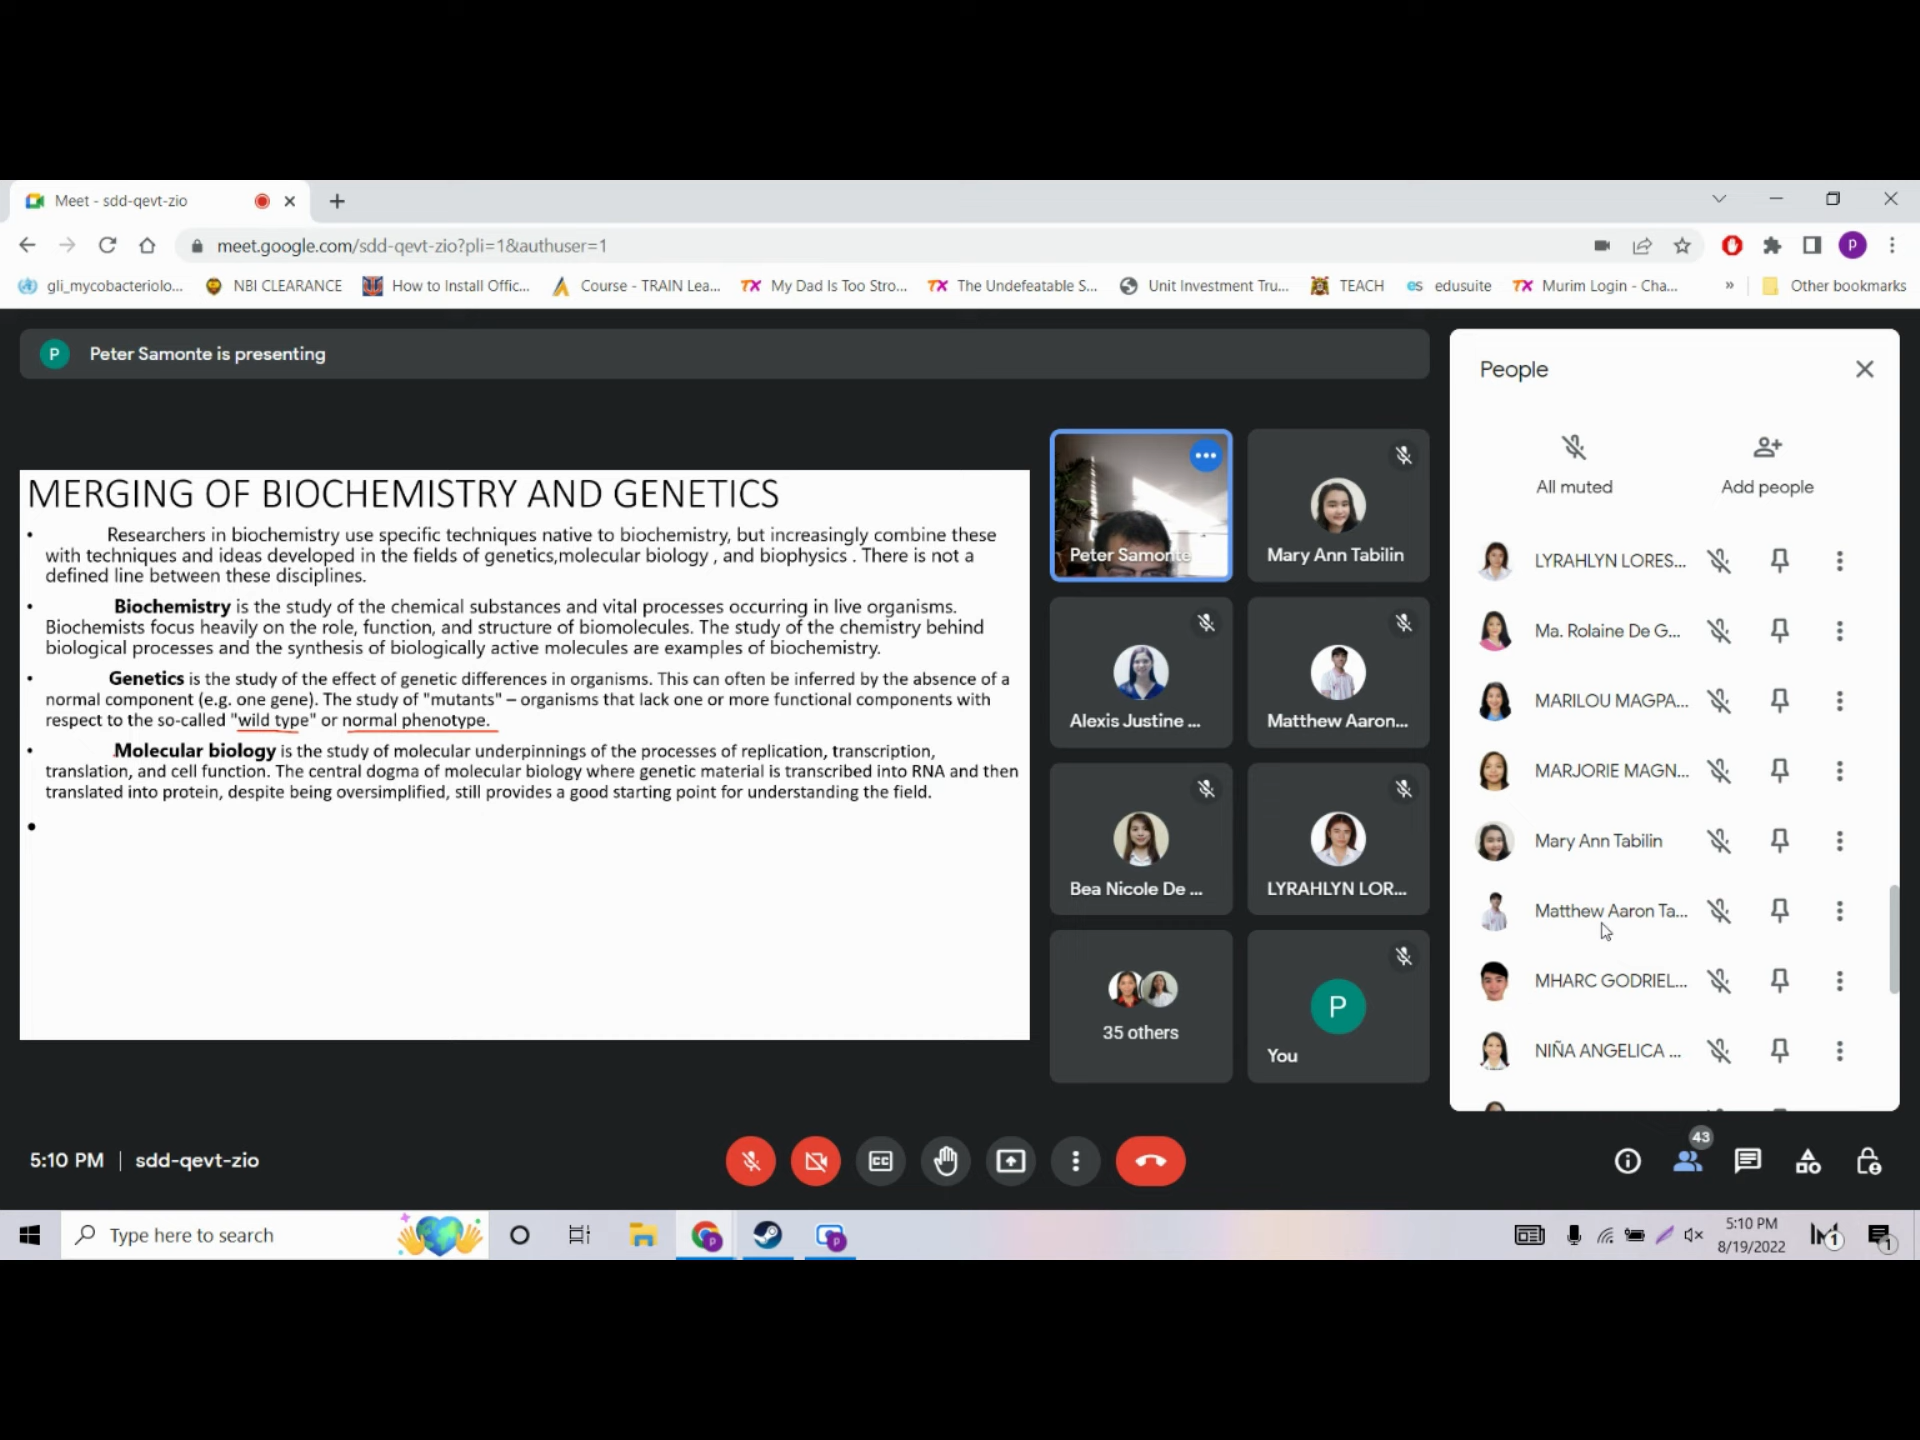 Meet - sdd-qevt-zio
meet.google.com/sdd-qevt-zio?pli=1&authuser=1
P
gli_mycobacteriolo...
NBI CLEARANCE
How to Install Offic...
Course - TRAIN Lea...
TX My Dad Is Too Stro...
TX The Undefeatable S...
Unit Investment Tru...
TEACH
es edusuite
TX Murim Login - Cha...
»
Other bookmarks
P Peter Samonte is presenting
MERGING OF BIOCHEMISTRY AND GENETICS
• Researchers in biochemistry use specific techniques native to biochemistry, but increasingly combine these
with techniques and ideas developed in the fields of genetics,molecular biology , and biophysics . There is not a
defined line between these disciplines.
• Biochemistry is the study of the chemical substances and vital processes occurring in live organisms.
Biochemists focus heavily on the role, function, and structure of biomolecules. The study of the chemistry behind
biological processes and the synthesis of biologically active molecules are examples of biochemistry.
• Genetics is the study of the effect of genetic differences in organisms. This can often be inferred by the absence of a
normal component (e.g. one gene). The study of "mutants" – organisms that lack one or more functional components with
respect to the so-called "wild type" or normal phenotype.
• Molecular biology is the study of molecular underpinnings of the processes of replication, transcription,
translation, and cell function. The central dogma of molecular biology where genetic material is transcribed into RNA and then
translated into protein, despite being oversimplified, still provides a good starting point for understanding the field.
•
Peter Samonte
Mary Ann Tabilin
Alexis Justine ...
Matthew Aaron...
Bea Nicole De ...
LYRAHLYN LOR...
35 others
P
You
People
All muted
Add people
LYRAHLYN LORES...
Ma. Rolaine De G...
MARILOU MAGPA...
MARJORIE MAGN...
Mary Ann Tabilin
Matthew Aaron Ta...
MHARC GODRIEL...
NIÑA ANGELICA ...
5:10 PM | sdd-qevt-zio
CC
43
Type here to search
5:10 PM
8/19/2022
1
1